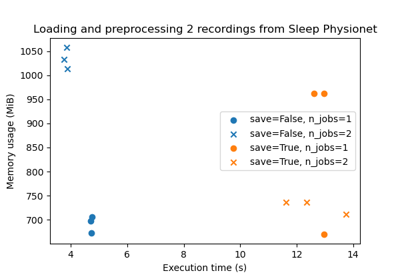 Loading and preprocessing 2 recordings from Sleep Physionet
1050
1000
950
900
850
800
750
700
Memory usage (MiB)
save=False, n_jobs=1
save=False, n_jobs=2
save=True, n_jobs=1
save=True, n_jobs=2
4 6 8 10 12 14
Execution time (s)